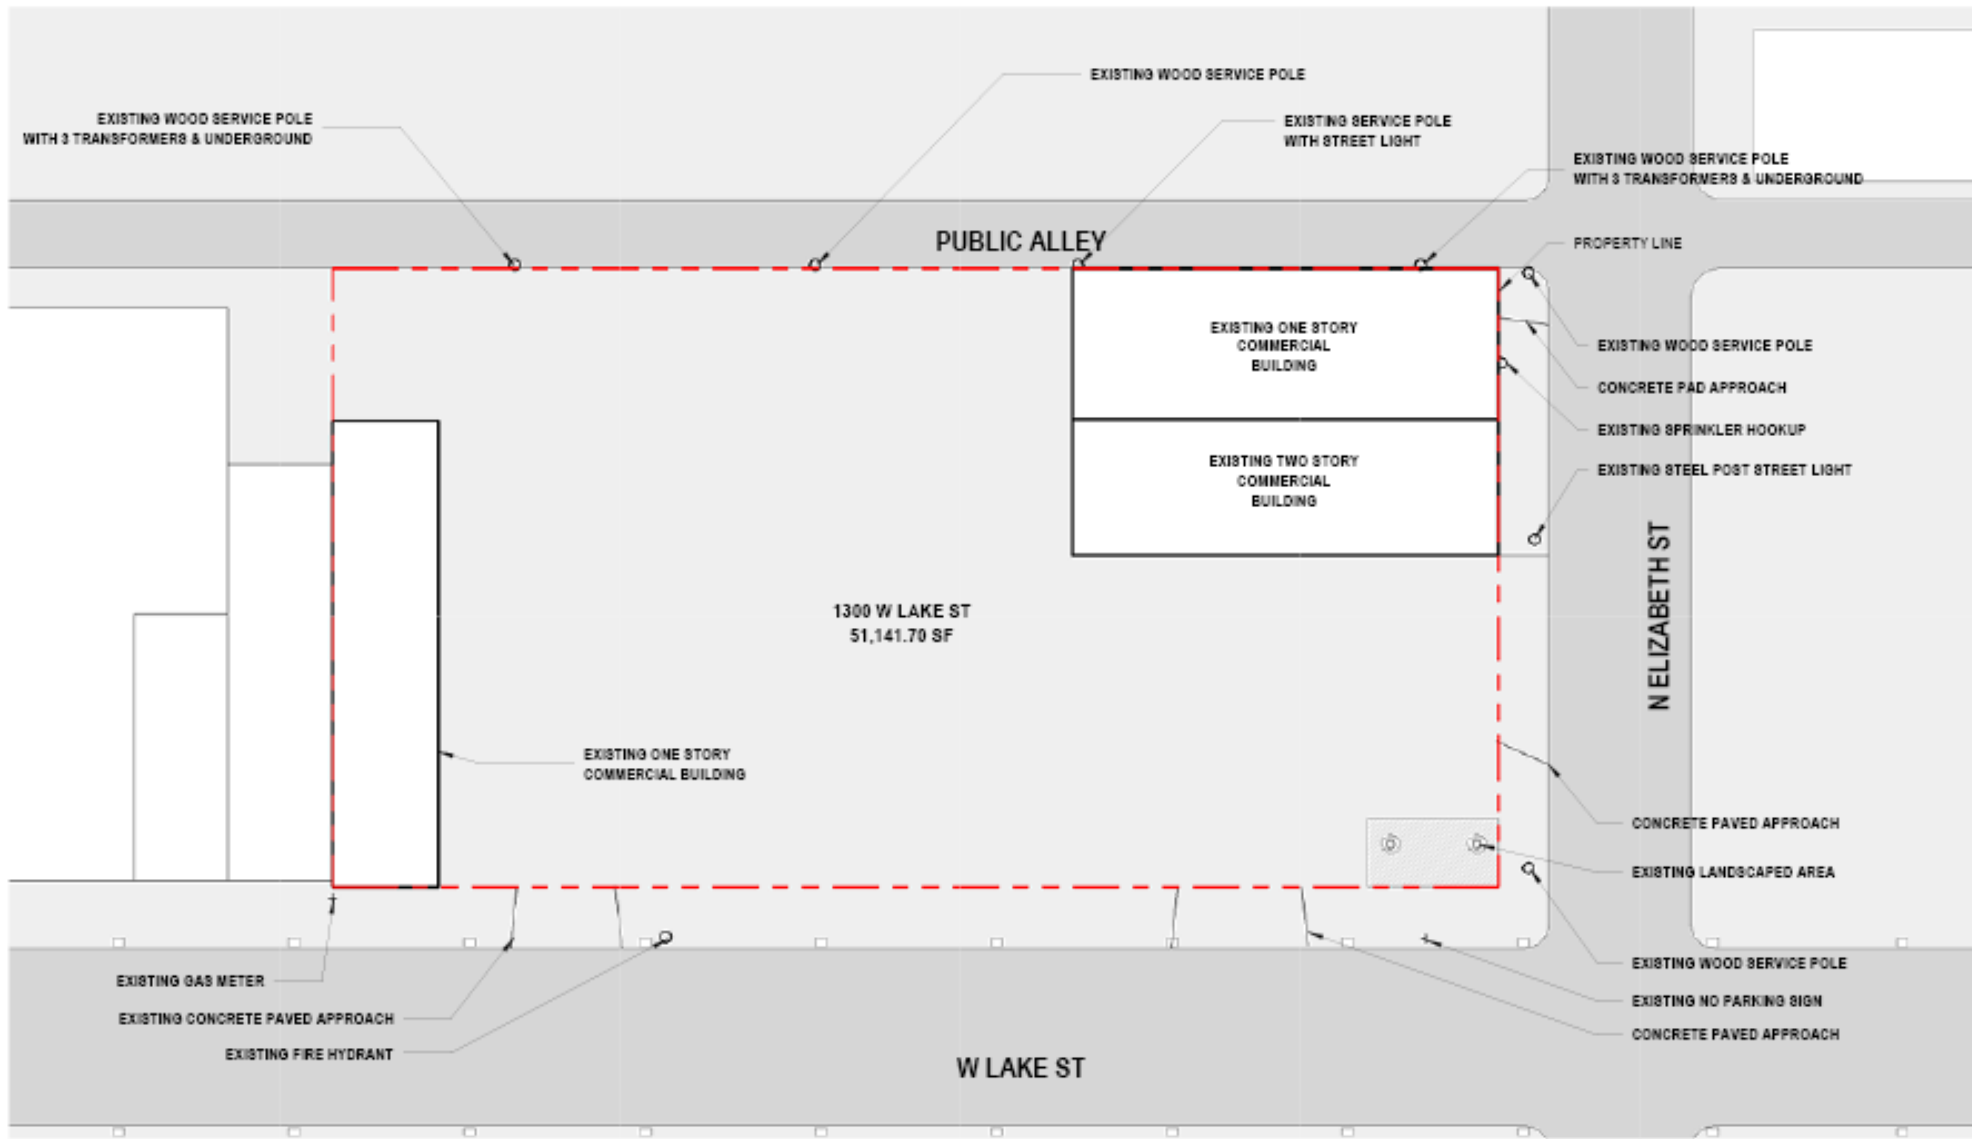 EXISTING WOOD SERVICE POLE
EXISTING WOOD SERVICE POLE
WITH 3 TRANSFORMERS & UNDERGROUND
EXISTING SERVICE POLE
WITH STREET LIGHT
EXISTING WOOD SERVICE POLE
WITH 3 TRANSFORMERS & UNDERGROUND
PUBLIC ALLEY
PROPERTY LINE
EXISTING ONE STORY
COMMERCIAL
BUILDING
EXISTING WOOD SERVICE POLE
CONCRETE PAD APPROACH
EXISTING SPRINKLER HOOKUP
EXISTING TWO STORY
COMMERCIAL
BUILDING
EXISTING STEEL POST STREET LIGHT
N ELIZABETH ST
1300 W LAKE ST
51,141.70 SF
EXISTING ONE STORY
COMMERCIAL BUILDING
CONCRETE PAVED APPROACH
EXISTING LANDSCAPED AREA
EXISTING WOOD SERVICE POLE
EXISTING GAS METER
EXISTING NO PARKING SIGN
EXISTING CONCRETE PAVED APPROACH
CONCRETE PAVED APPROACH
EXISTING FIRE HYDRANT
W LAKE ST